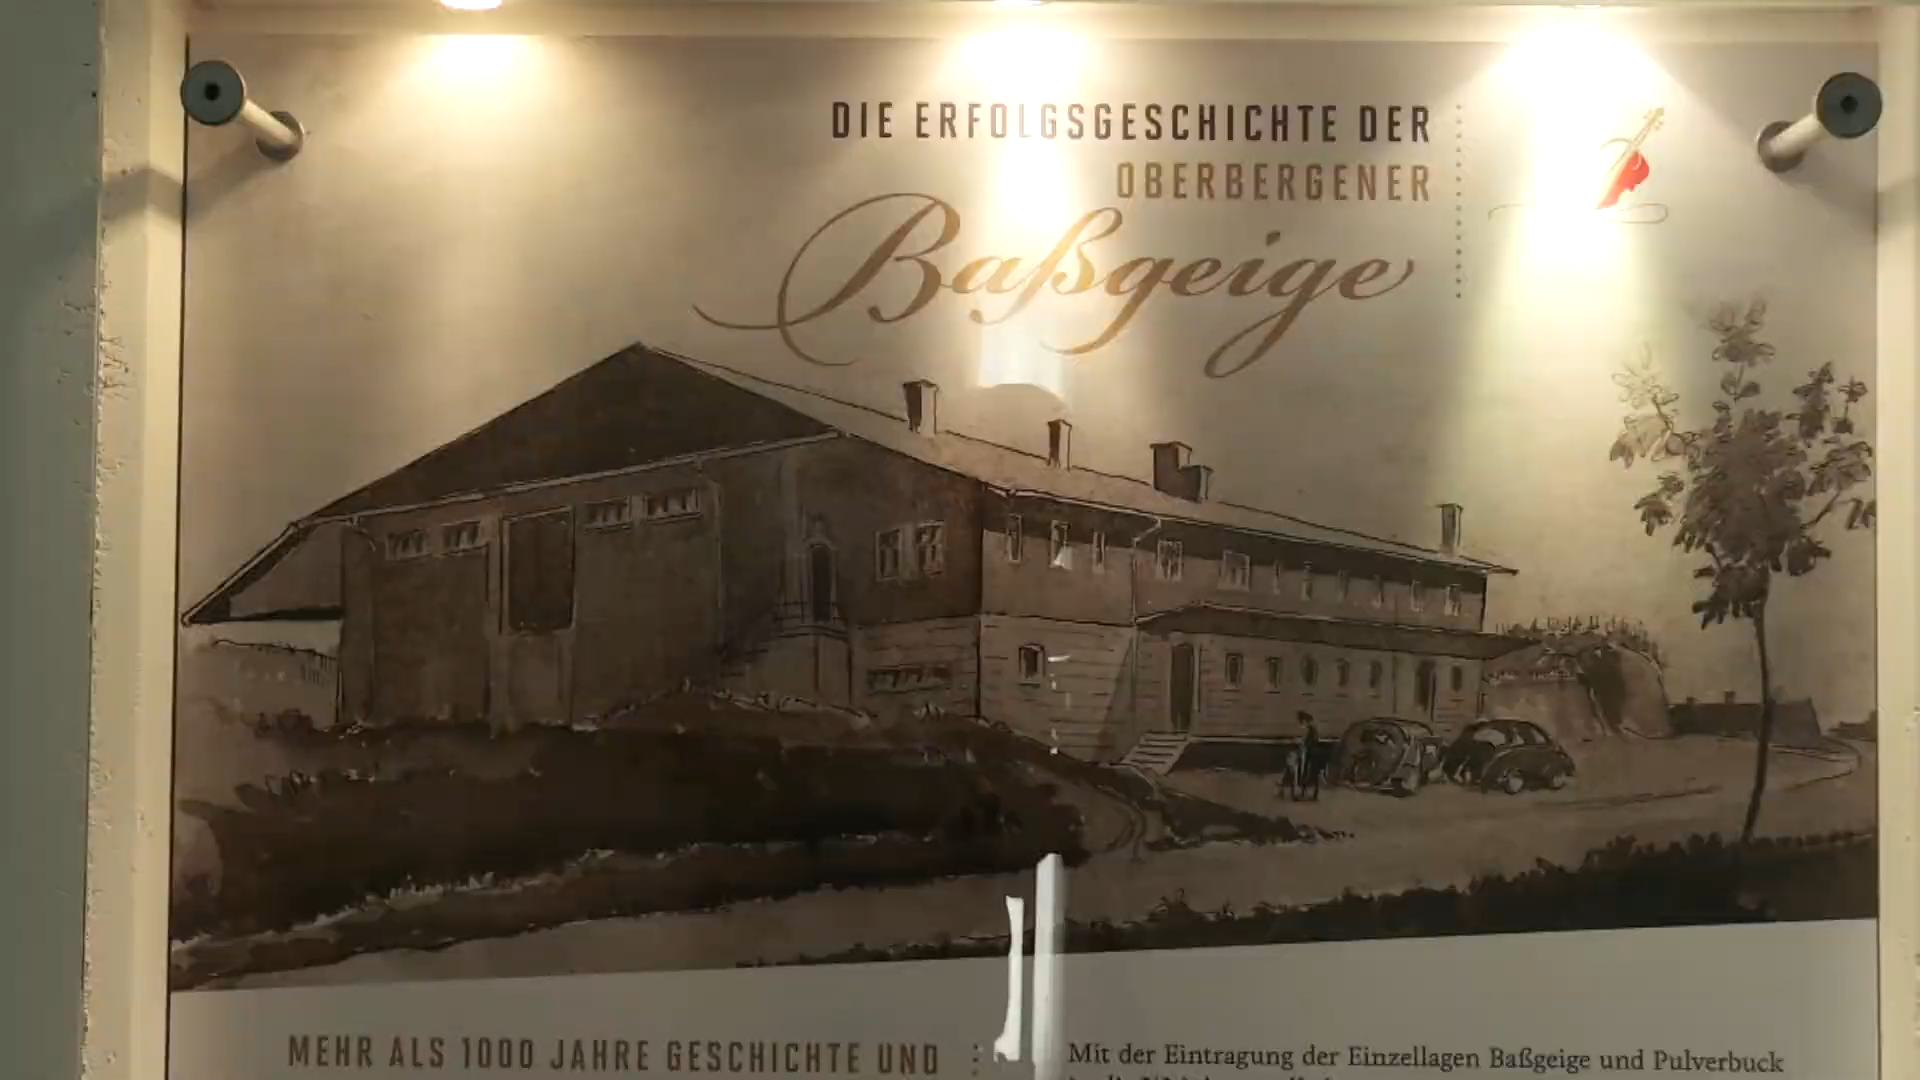 DIE ERFOLGSGESCHICHTE DER
OBERBERGENER
Baßgeige
MEHR ALS 1000 JAHRE GESCHICHTE UND
Mit der Eintragung der Einzellagen Baßgeige und Pulverbuck